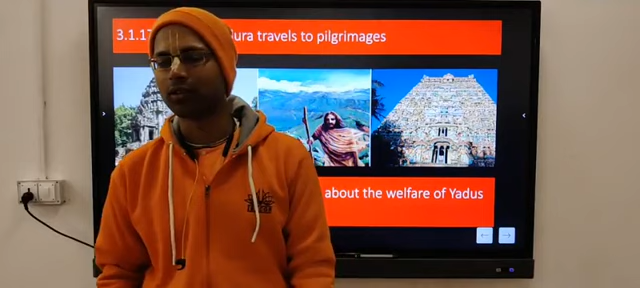 3.1.17
ura travels to pilgrimages
about the welfare of Yadus